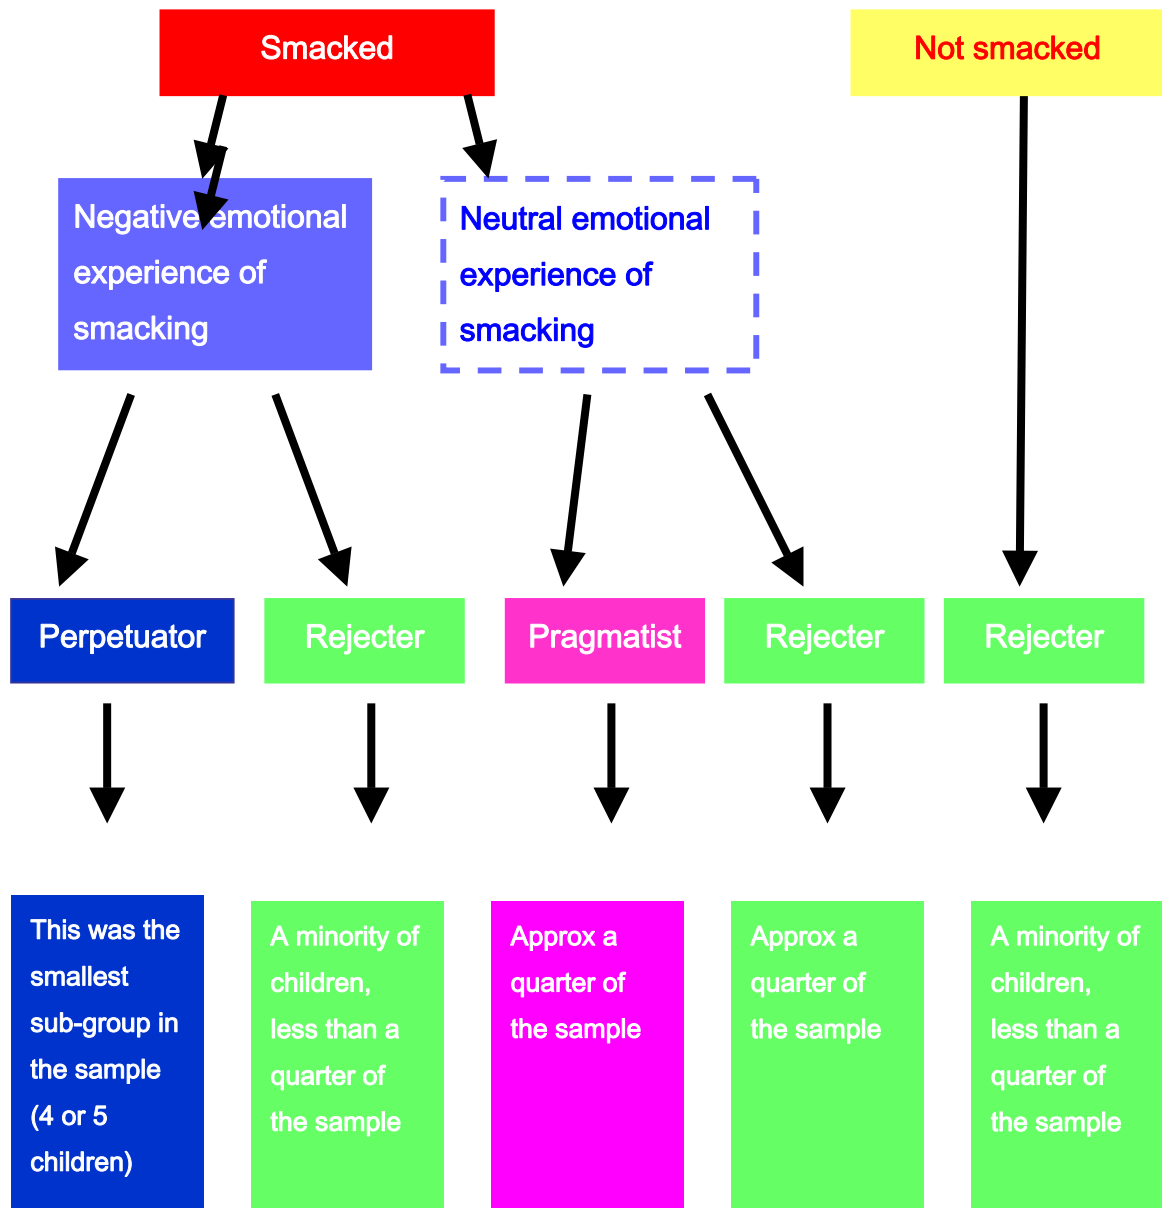 Smacked
Not smacked
Negative emotional
experience of
smacking
Neutral emotional
experience of
smacking
Perpetuator
Rejecter
Pragmatist
Rejecter
Rejecter
This was the
smallest
sub-group in
the sample
(4 or 5
children)
A minority of
children,
less than a
quarter of
the sample
Approx a
quarter of
the sample
Approx a
quarter of
the sample
A minority of
children,
less than a
quarter of
the sample